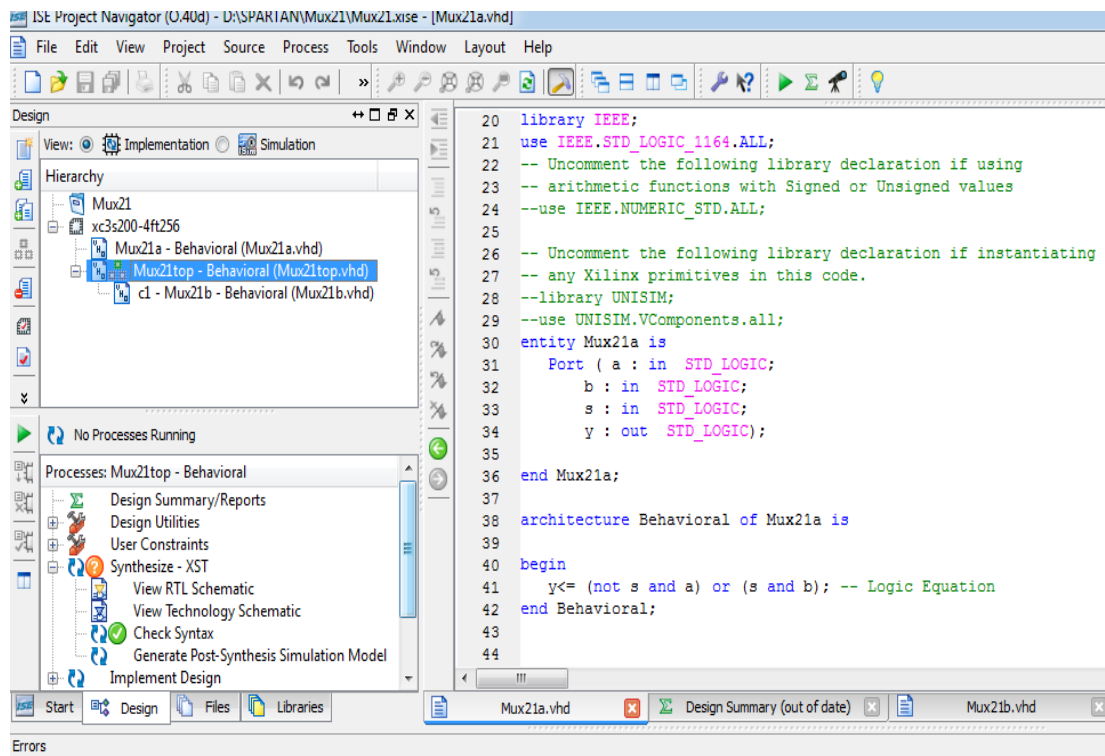 ISE Project Navigator (O.40d) - D:\SPARTAN\Mux21\Mux21.xise - [Mux21a.vhd]
File Edit View Project Source Process Tools Window Layout Help
Design
View: Implementation Simulation
Hierarchy
Mux21
xc3s200-4ft256
Mux21a - Behavioral (Mux21a.vhd)
Mux21top - Behavioral (Mux21top.vhd)
c1 - Mux21b - Behavioral (Mux21b.vhd)
No Processes Running
Processes: Mux21top - Behavioral
Design Summary/Reports
Design Utilities
User Constraints
Synthesize - XST
View RTL Schematic
View Technology Schematic
Check Syntax
Generate Post-Synthesis Simulation Model
Implement Design
Start Design Files Libraries
Errors
20 library IEEE;
21 use IEEE.STD_LOGIC_1164.ALL;
22 -- Uncomment the following library declaration if using
23 -- arithmetic functions with Signed or Unsigned values
24 --use IEEE.NUMERIC_STD.ALL;
25
26 -- Uncomment the following library declaration if instantiating
27 -- any Xilinx primitives in this code.
28 --library UNISIM;
29 --use UNISIM.VComponents.all;
30 entity Mux21a is
31 Port ( a : in STD_LOGIC;
32 b : in STD_LOGIC;
33 s : in STD_LOGIC;
34 y : out STD_LOGIC);
35
36 end Mux21a;
37
38 architecture Behavioral of Mux21a is
39
40 begin
41 y<= (not s and a) or (s and b); -- Logic Equation
42 end Behavioral;
43
44
Mux21a.vhd Design Summary (out of date) Mux21b.vhd